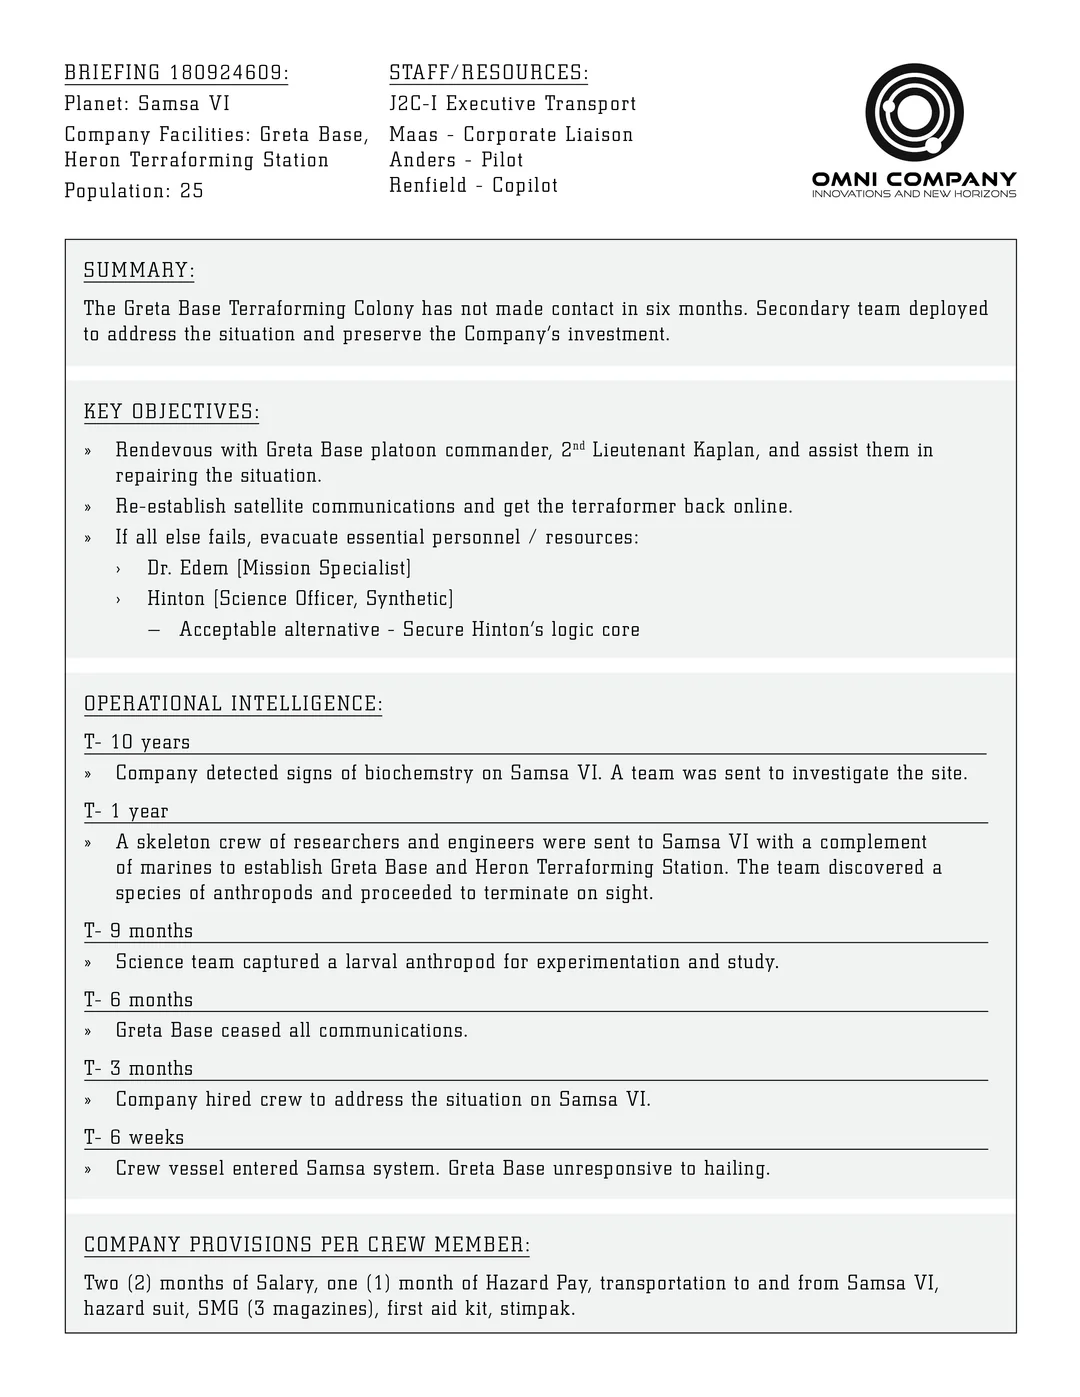 BRIEFING 180924609:
Planet: Samsa VI
Company Facilities: Greta Base,
Heron Terraforming Station
Population: 25
STAFF/RESOURCES:
J2C-I Executive Transport
Maas - Corporate Liaison
Anders - Pilot
Renfield - Copilot
OMNI COMPANY
INNOVATIONS AND NEW HORIZONS
SUMMARY:
The Greta Base Terraforming Colony has not made contact in six months. Secondary team deployed
to address the situation and preserve the Company's investment.
KEY OBJECTIVES:
» Rendevous with Greta Base platoon commander, 2nd Lieutenant Kaplan, and assist them in
repairing the situation.
» Re-establish satellite communications and get the terraformer back online.
» If all else fails, evacuate essential personnel / resources:
› Dr. Edem [Mission Specialist]
› Hinton [Science Officer, Synthetic]
— Acceptable alternative - Secure Hinton's logic core
OPERATIONAL INTELLIGENCE:
T- 10 years
» Company detected signs of biochemstry on Samsa VI. A team was sent to investigate the site.
T- 1 year
» A skeleton crew of researchers and engineers were sent to Samsa VI with a complement
of marines to establish Greta Base and Heron Terraforming Station. The team discovered a
species of anthropods and proceeded to terminate on sight.
T- 9 months
» Science team captured a larval anthropod for experimentation and study.
T- 6 months
» Greta Base ceased all communications.
T- 3 months
» Company hired crew to address the situation on Samsa VI.
T- 6 weeks
» Crew vessel entered Samsa system. Greta Base unresponsive to hailing.
COMPANY PROVISIONS PER CREW MEMBER:
Two (2) months of Salary, one (1) month of Hazard Pay, transportation to and from Samsa VI,
hazard suit, SMG (3 magazines), first aid kit, stimpak.